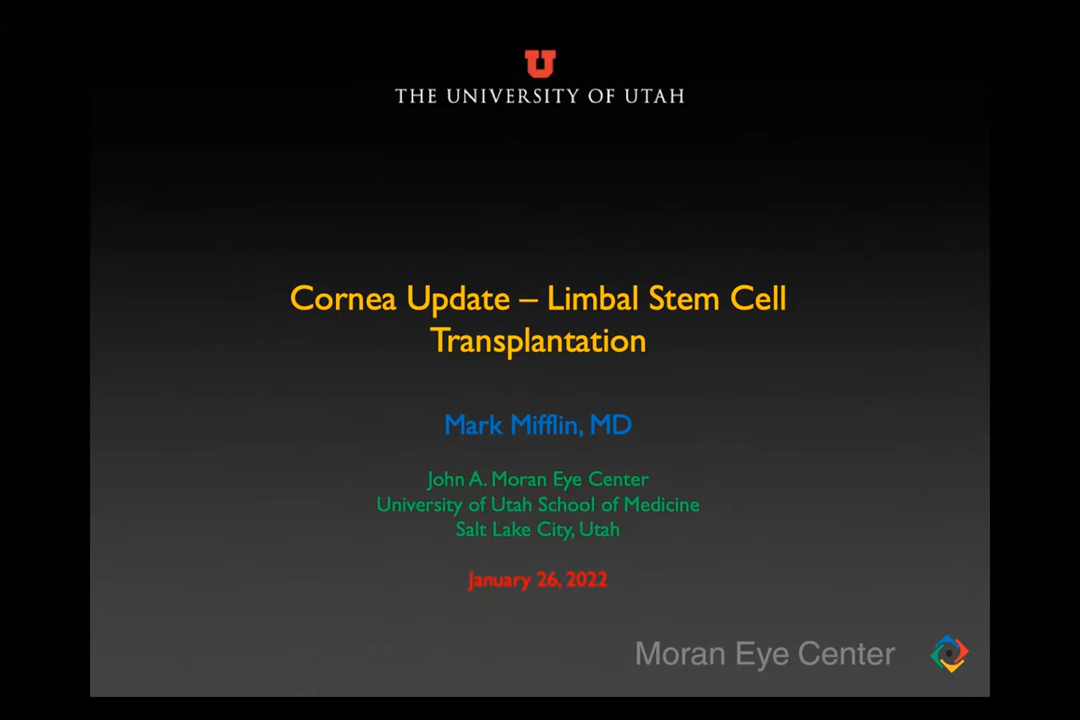 U
THE UNIVERSITY OF UTAH
Cornea Update – Limbal Stem Cell
Transplantation
Mark Mifflin, MD
John A. Moran Eye Center
University of Utah School of Medicine
Salt Lake City, Utah
January 26, 2022
Moran Eye Center